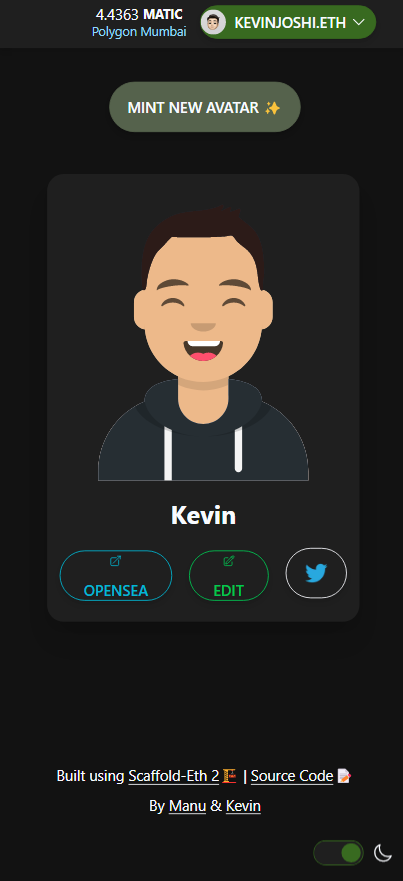 4.4363 MATIC
Polygon Mumbai
KEVINJOSHI.ETH
MINT NEW AVATAR ✨
Kevin
OPENSEA
EDIT
Built using Scaffold-Eth 2 🏗️ | Source Code 📝
By Manu & Kevin